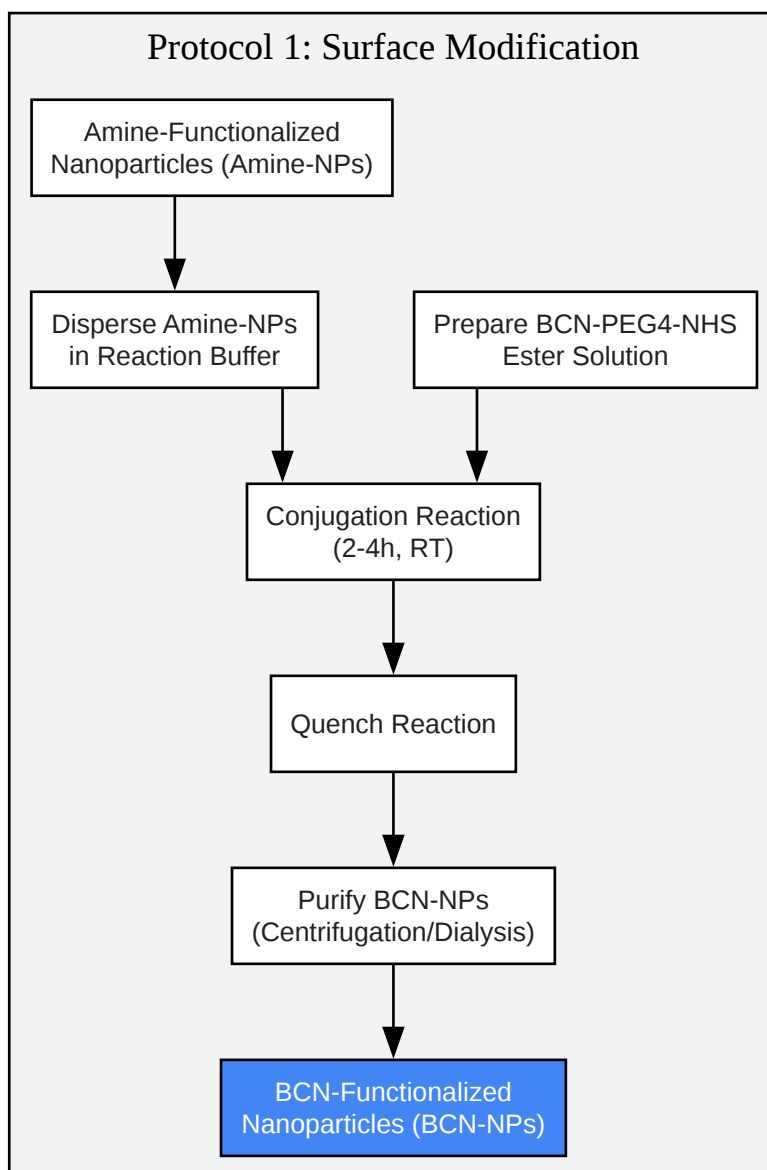 Protocol 1: Surface Modification
Amine-Functionalized
Nanoparticles (Amine-NPs)
Disperse Amine-NPs
in Reaction Buffer
Prepare BCN-PEG4-NHS
Ester Solution
Conjugation Reaction
(2-4h, RT)
Quench Reaction
Purify BCN-NPs
(Centrifugation/Dialysis)
BCN-Functionalized
Nanoparticles (BCN-NPs)